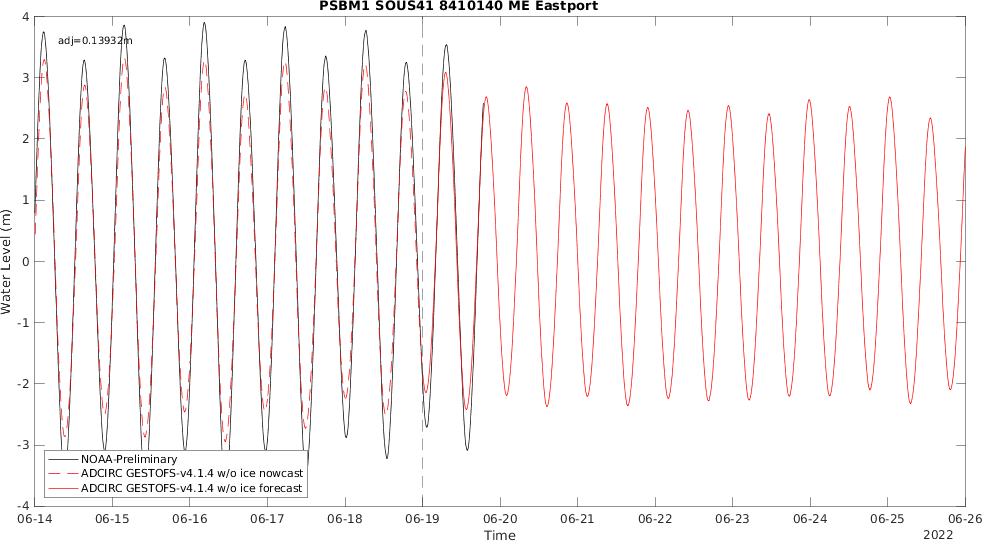 PSBM1 SOUS41 8410140 ME Eastport
adj=0.13932m
4
3
2
1
0
-1
-2
-3
-4
Water Level (m)
NOAA-Preliminary
ADCIRC GESTOFS-v4.1.4 w/o ice nowcast
ADCIRC GESTOFS-v4.1.4 w/o ice forecast
06-14 06-15 06-16 06-17 06-18 06-19 06-20 06-21 06-22 06-23 06-24 06-25 06-26
Time
2022